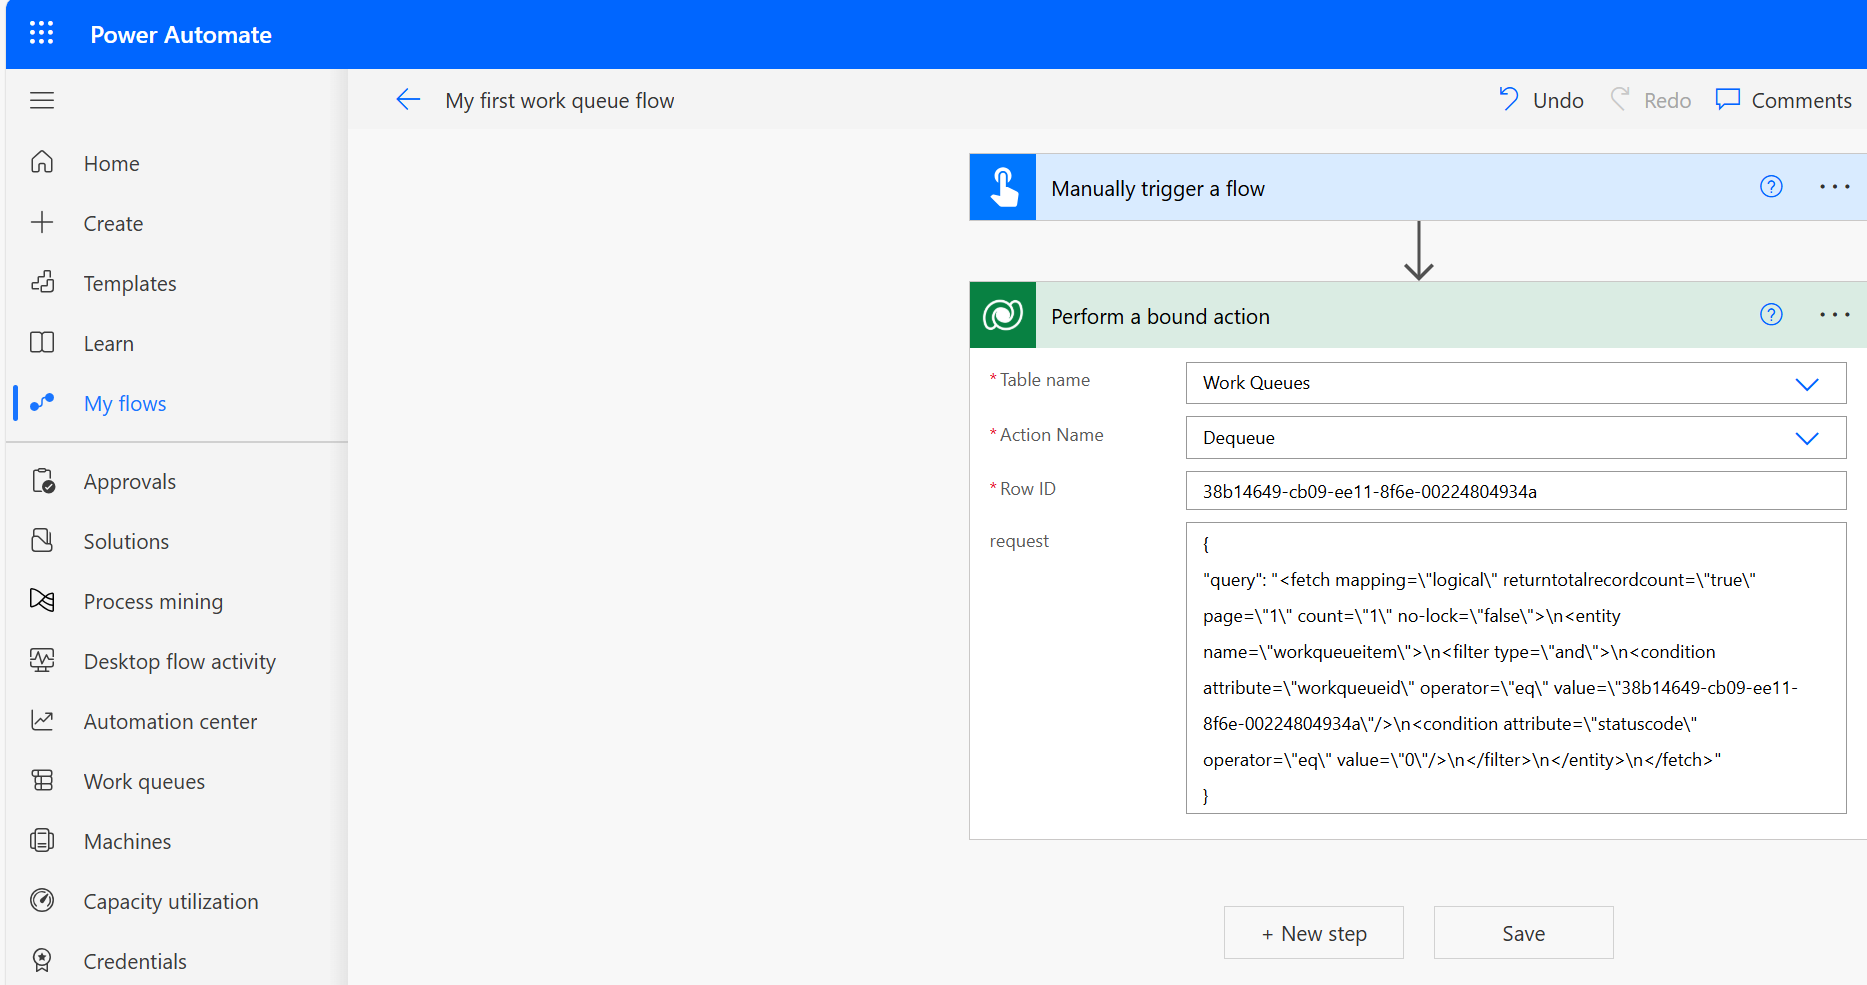 Power Automate
My first work queue flow
Undo
Redo
Comments
Home
Create
Templates
Learn
My flows
Approvals
Solutions
Process mining
Desktop flow activity
Automation center
Work queues
Machines
Capacity utilization
Credentials
Manually trigger a flow
?
...
Perform a bound action
?
...
*Table name
Work Queues
*Action Name
Dequeue
*Row ID
38b14649-cb09-ee11-8f6e-00224804934a
request
{
"query": "<fetch mapping=\"logical\" returntotalrecordcount=\"true\"
page=\"1\" count=\"1\" no-lock=\"false\">\n<entity
name=\"workqueueitem\">\n<filter type=\"and\">\n<condition
attribute=\"workqueueid\" operator=\"eq\" value=\"38b14649-cb09-ee11-
8f6e-00224804934a\"/>\n<condition attribute=\"statuscode\"
operator=\"eq\" value=\"0\"/>\n</filter>\n</entity>\n</fetch>"
}
+ New step
Save